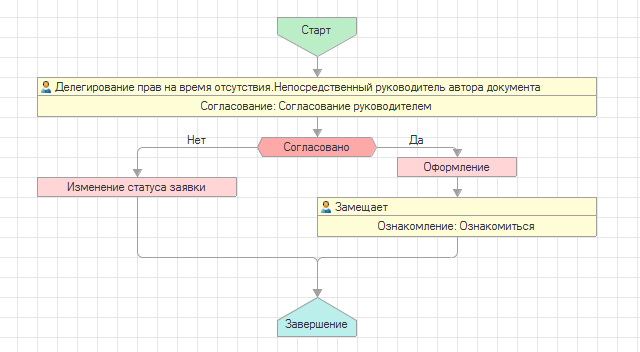 Старт
Делегирование прав на время отсутствия.Непосредственный руководитель автора документа
Согласование: Согласование руководителем
Нет
Согласовано
Да
Оформление
Изменение статуса заявки
Замещает
Ознакомление: Ознакомиться
Завершение